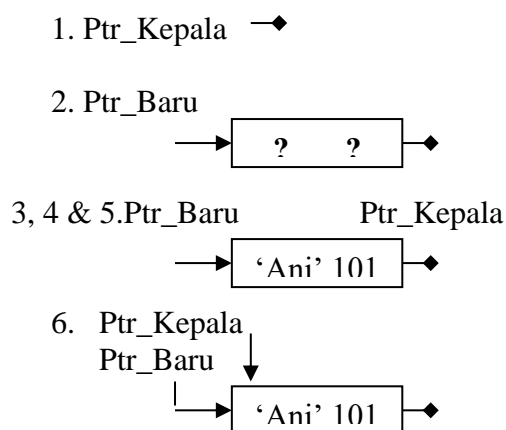 1. Ptr_Kepala
2. Ptr_Baru
? ?
3, 4 & 5.Ptr_Baru Ptr_Kepala
‘Ani’ 101
6. Ptr_Kepala
Ptr_Baru
‘Ani’ 101